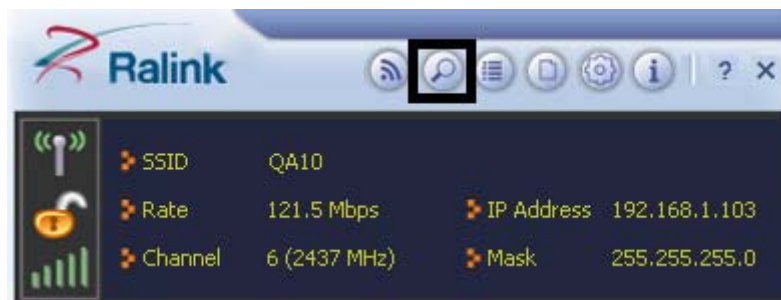 Ralink
i ? ×
SSID QA10
Rate 121.5 Mbps IP Address 192.168.1.103
Channel 6 (2437 MHz) Mask 255.255.255.0